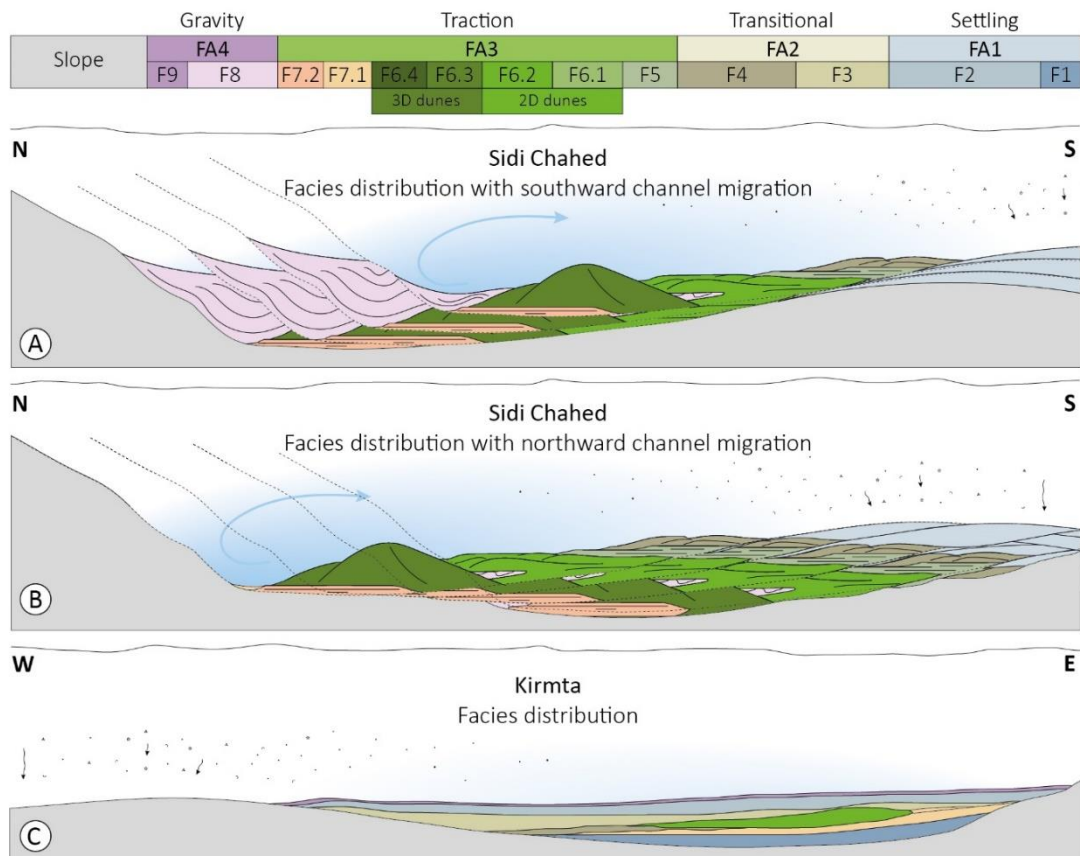 Gravity Traction Transitional Settling
Slope FA4 FA3 FA2 FA1
F9 F8 F7.2 F7.1 F6.4 F6.3 F6.2 F6.1 F5 F4 F3 F2 F1
3D dunes 2D dunes
N S
Sidi Chahed
Facies distribution with southward channel migration
A
N S
Sidi Chahed
Facies distribution with northward channel migration
B
W E
Kirmta
Facies distribution
C